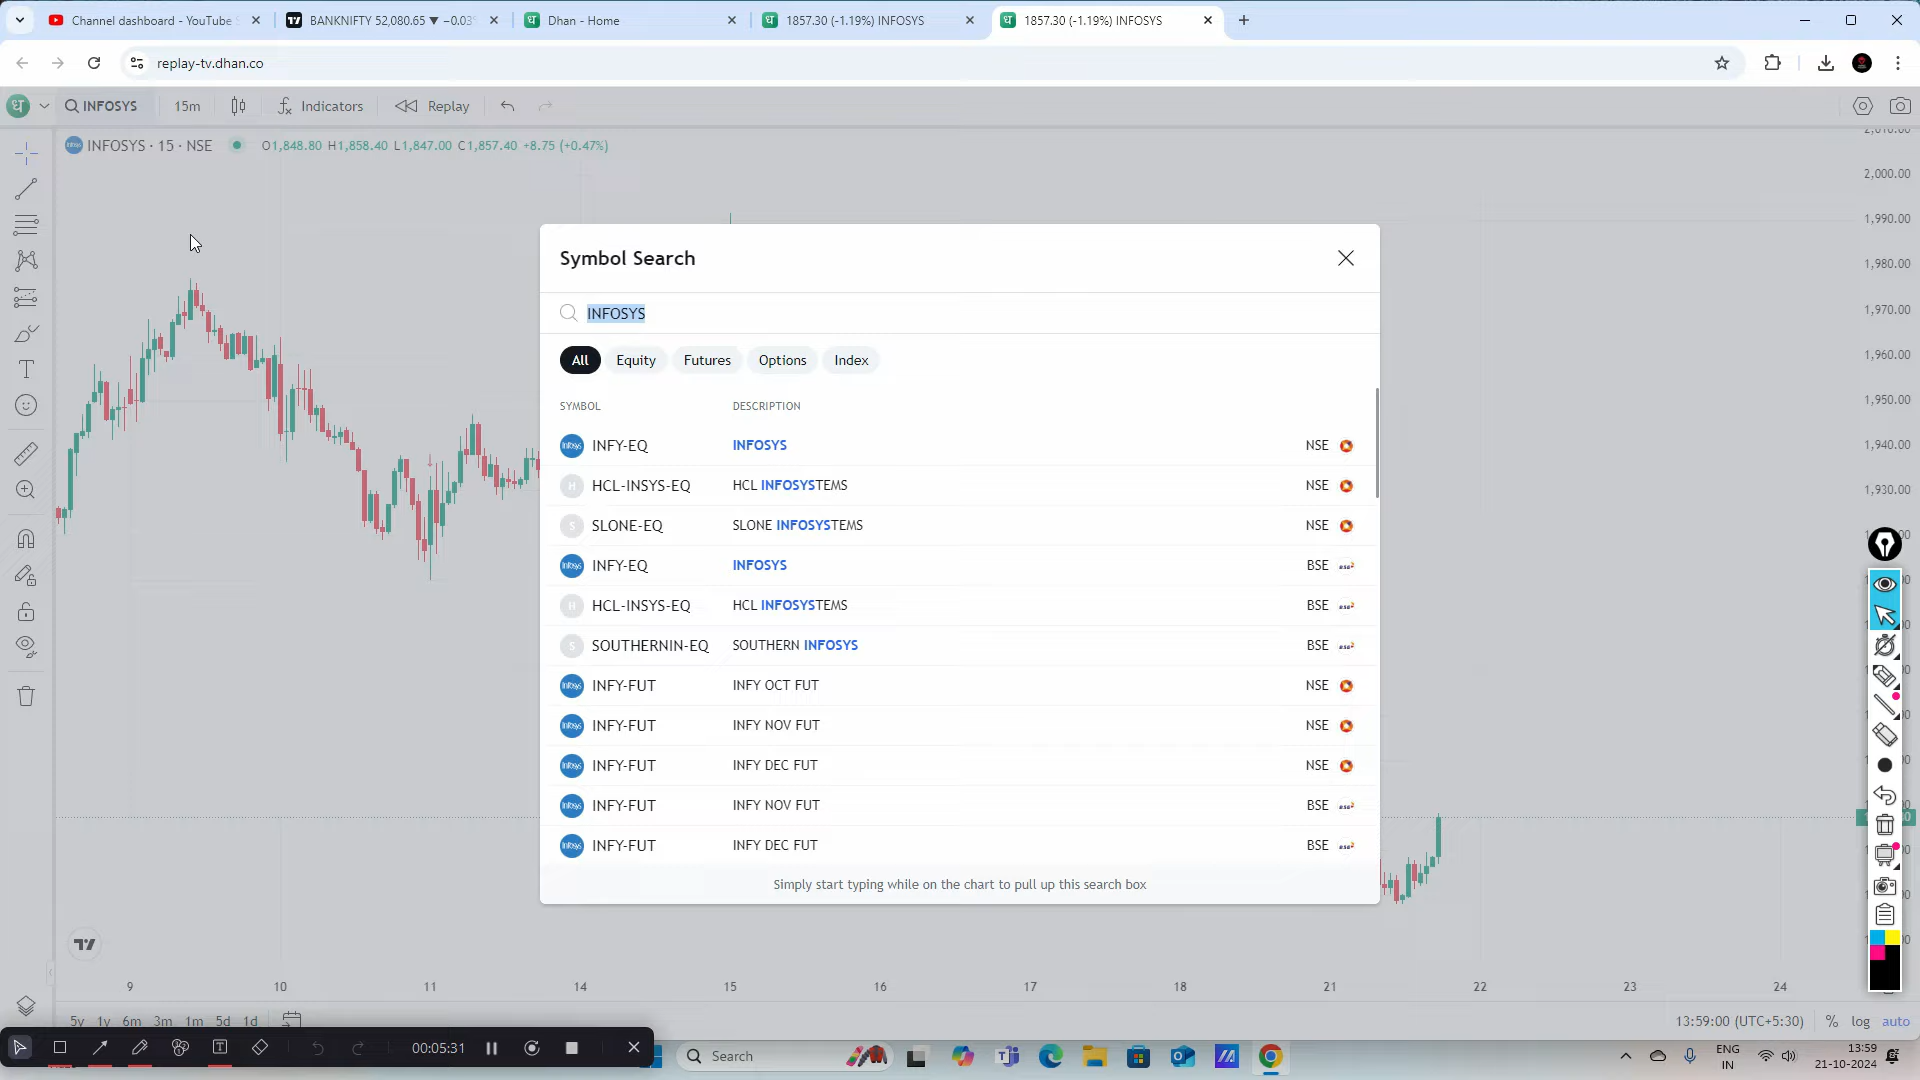 Channel dashboard - YouTube
BANKNIFTY 52,080.65 ▼ −0.03
Dhan - Home
1857.30 (-1.19%) INFOSYS
1857.30 (-1.19%) INFOSYS
replay-tv.dhan.co
INFOSYS
15m
Indicators
Replay
INFOSYS · 15 · NSE
O1,848.80 H1,858.40 L1,847.00 C1,857.40 +8.75 (+0.47%)
2,000.00
1,990.00
1,980.00
1,970.00
1,960.00
1,950.00
1,940.00
1,930.00
Symbol Search
INFOSYS
All Equity Futures Options Index
SYMBOL DESCRIPTION
INFY-EQ INFOSYS NSE
HCL-INSYS-EQ HCL INFOSYSTEMS NSE
SLONE-EQ SLONE INFOSYSTEMS NSE
INFY-EQ INFOSYS BSE
HCL-INSYS-EQ HCL INFOSYSTEMS BSE
SOUTHERNIN-EQ SOUTHERN INFOSYS BSE
INFY-FUT INFY OCT FUT NSE
INFY-FUT INFY NOV FUT NSE
INFY-FUT INFY DEC FUT NSE
INFY-FUT INFY NOV FUT BSE
INFY-FUT INFY DEC FUT BSE
Simply start typing while on the chart to pull up this search box
9 10 11 14 15 16 17 18 21 22 23 24
5y 1y 6m 3m 1m 5d 1d
13:59:00 (UTC+5:30) % log auto
00:05:31
Search
ENG
IN
13:59
21-10-2024